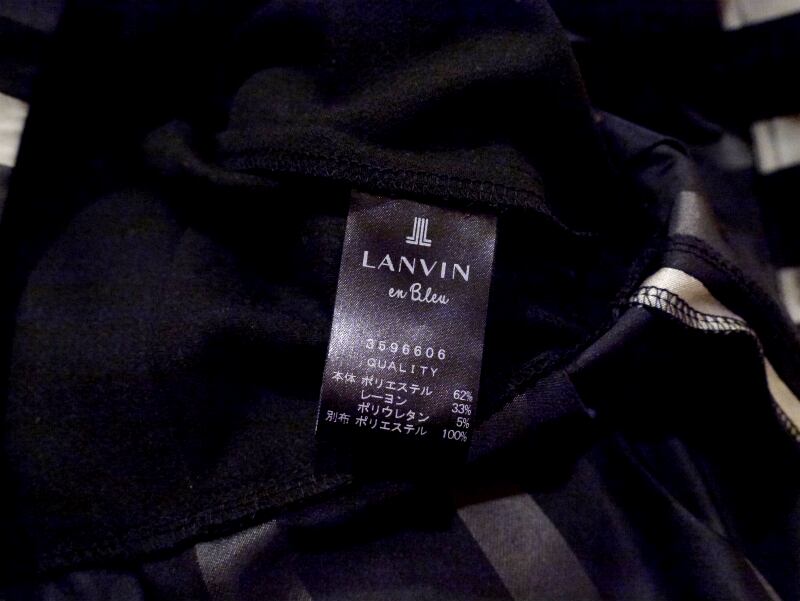 LANVIN
en Bleu
3596606
QUALITY
本体 ポリエステル 62%
レーヨン 33%
ポリウレタン 5%
別布 ポリエステル 100%